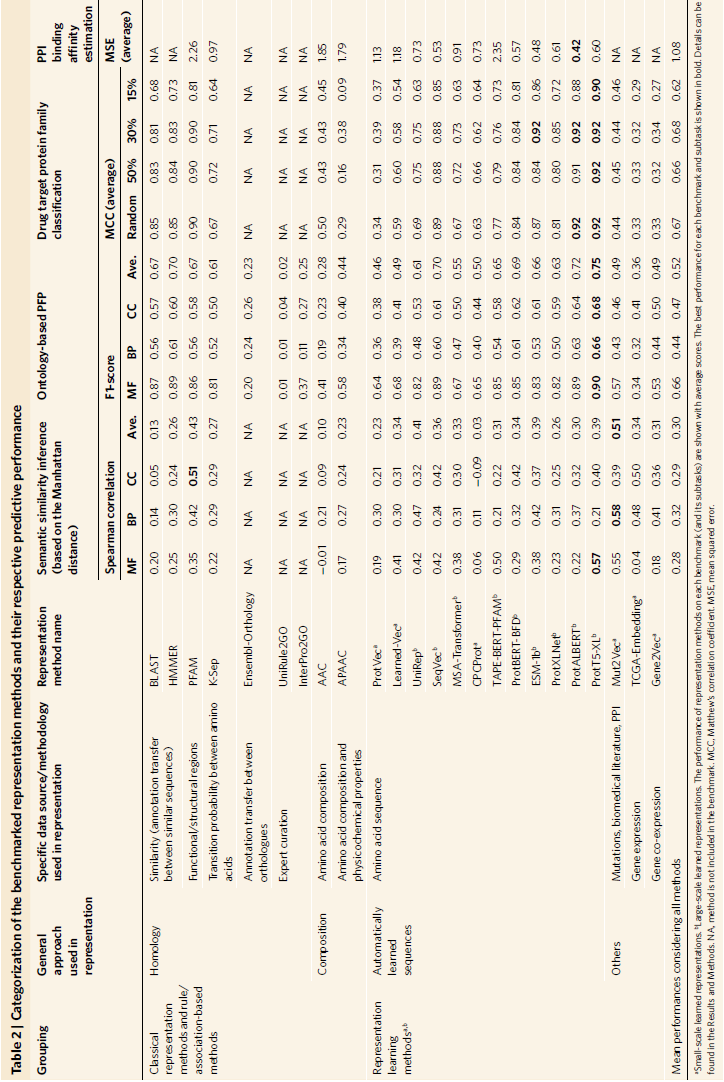 Table 2 | Categorization of the benchmarked representation methods and their respective predictive performance
Grouping General approach used in representation Specific data source/methodology used in representation Representation method name Semantic similarity inference (based on the Manhattan distance) Ontology-based PFP Drug target protein family classification PPI binding affinity estimation
Spearman correlation F1-score MCC (average) MSE (average)
MF BP CC Ave. MF BP CC Ave. Random 50% 30% 15%
Classical representation methods and rule/association-based methods Homology Similarity (annotation transfer between similar sequences) BLAST 0.20 0.14 0.05 0.13 0.87 0.56 0.57 0.67 0.85 0.83 0.81 0.68 NA
HMMER 0.25 0.30 0.24 0.26 0.89 0.61 0.60 0.70 0.85 0.84 0.83 0.73 NA
Functional/structural regions PFAM 0.35 0.42 0.51 0.43 0.86 0.56 0.58 0.67 0.90 0.90 0.90 0.81 2.26
Transition probability between amino acids K-Sep 0.22 0.29 0.29 0.27 0.81 0.52 0.50 0.61 0.67 0.72 0.71 0.64 0.97
Annotation transfer between orthologues Ensembl-Orthology NA NA NA NA 0.20 0.24 0.26 0.23 NA NA NA NA NA
Expert curation UniRule2GO NA NA NA NA 0.01 0.01 0.04 0.02 NA NA NA NA NA
InterPro2GO NA NA NA NA 0.37 0.11 0.27 0.25 NA NA NA NA NA
Composition Amino acid composition AAC −0.01 0.21 0.09 0.10 0.41 0.19 0.23 0.28 0.50 0.43 0.43 0.45 1.85
Amino acid composition and physicochemical properties APAAC 0.17 0.27 0.24 0.23 0.58 0.34 0.40 0.44 0.29 0.16 0.38 0.09 1.79
Representation learning methodsᵃ,ᵇ Automatically learned sequences Amino acid sequence ProtVecᵃ 0.19 0.30 0.21 0.23 0.64 0.36 0.38 0.46 0.34 0.31 0.39 0.37 1.13
Learned-Vecᵃ 0.41 0.30 0.31 0.34 0.68 0.39 0.41 0.49 0.59 0.60 0.58 0.54 1.18
UniRepᵇ 0.42 0.47 0.32 0.41 0.82 0.48 0.53 0.61 0.69 0.75 0.75 0.63 0.73
SeqVecᵇ 0.42 0.24 0.42 0.36 0.89 0.60 0.61 0.70 0.89 0.88 0.88 0.85 0.53
MSA-Transformerᵇ 0.38 0.31 0.30 0.33 0.67 0.47 0.50 0.55 0.67 0.72 0.73 0.63 0.91
CPCProtᵃ 0.06 0.11 −0.09 0.03 0.65 0.40 0.44 0.50 0.63 0.66 0.62 0.64 0.73
TAPE-BERT-PFAMᵇ 0.50 0.21 0.22 0.31 0.85 0.54 0.58 0.65 0.77 0.79 0.76 0.73 2.35
ProtBERT-BFDᵇ 0.29 0.32 0.42 0.34 0.85 0.61 0.62 0.69 0.84 0.84 0.84 0.81 0.57
ESM-1bᵇ 0.38 0.42 0.37 0.39 0.83 0.53 0.61 0.66 0.87 0.84 0.92 0.86 0.48
ProtXLNetᵇ 0.23 0.31 0.25 0.26 0.82 0.50 0.59 0.63 0.81 0.80 0.85 0.72 0.61
ProtALBERTᵇ 0.22 0.37 0.32 0.30 0.89 0.63 0.64 0.72 0.92 0.91 0.92 0.88 0.42
ProtT5-XLᵇ 0.57 0.21 0.40 0.39 0.90 0.66 0.68 0.75 0.92 0.92 0.92 0.90 0.60
Others Mutations, biomedical literature, PPI Mut2Vecᵃ 0.55 0.58 0.39 0.51 0.57 0.43 0.46 0.49 0.44 0.45 0.44 0.46 NA
Gene expression TCGA-Embeddingᵃ 0.04 0.48 0.50 0.34 0.34 0.32 0.41 0.36 0.33 0.33 0.32 0.29 NA
Gene co-expression Gene2Vecᵃ 0.18 0.41 0.36 0.31 0.53 0.44 0.50 0.49 0.33 0.32 0.34 0.27 NA
Mean performances considering all methods 0.28 0.32 0.29 0.30 0.66 0.44 0.47 0.52 0.67 0.66 0.68 0.62 1.08
ᵃSmall-scale learned representations. ᵇLarge-scale learned representations. The performance of representation methods on each benchmark (and its subtasks) are shown with average scores. The best performance for each benchmark and subtask is shown in bold. Details can be
found in the Results and Methods. NA, method is not included in the benchmark. MCC, Matthew's correlation coefficient. MSE, mean squared error.